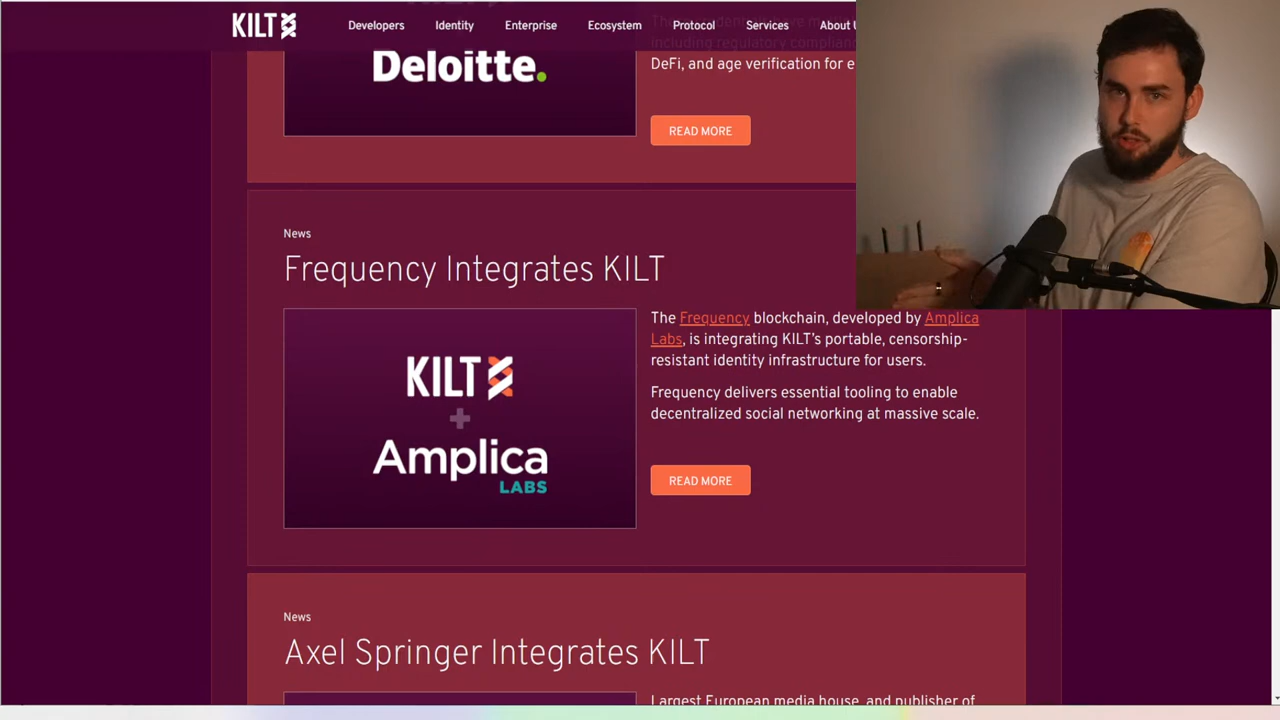 KILT
Developers
Identity
Enterprise
Ecosystem
Protocol
Services
About
Deloitte.
including regulatory
DeFi, and age verification for
READ MORE
News
Frequency Integrates KILT
KILT
+
Amplica
LABS
The Frequency blockchain, developed by Amplica
Labs, is integrating KILT’s portable, censorship-
resistant identity infrastructure for users.
Frequency delivers essential tooling to enable
decentralized social networking at massive scale.
READ MORE
News
Axel Springer Integrates KILT
Largest European media house, and publisher of